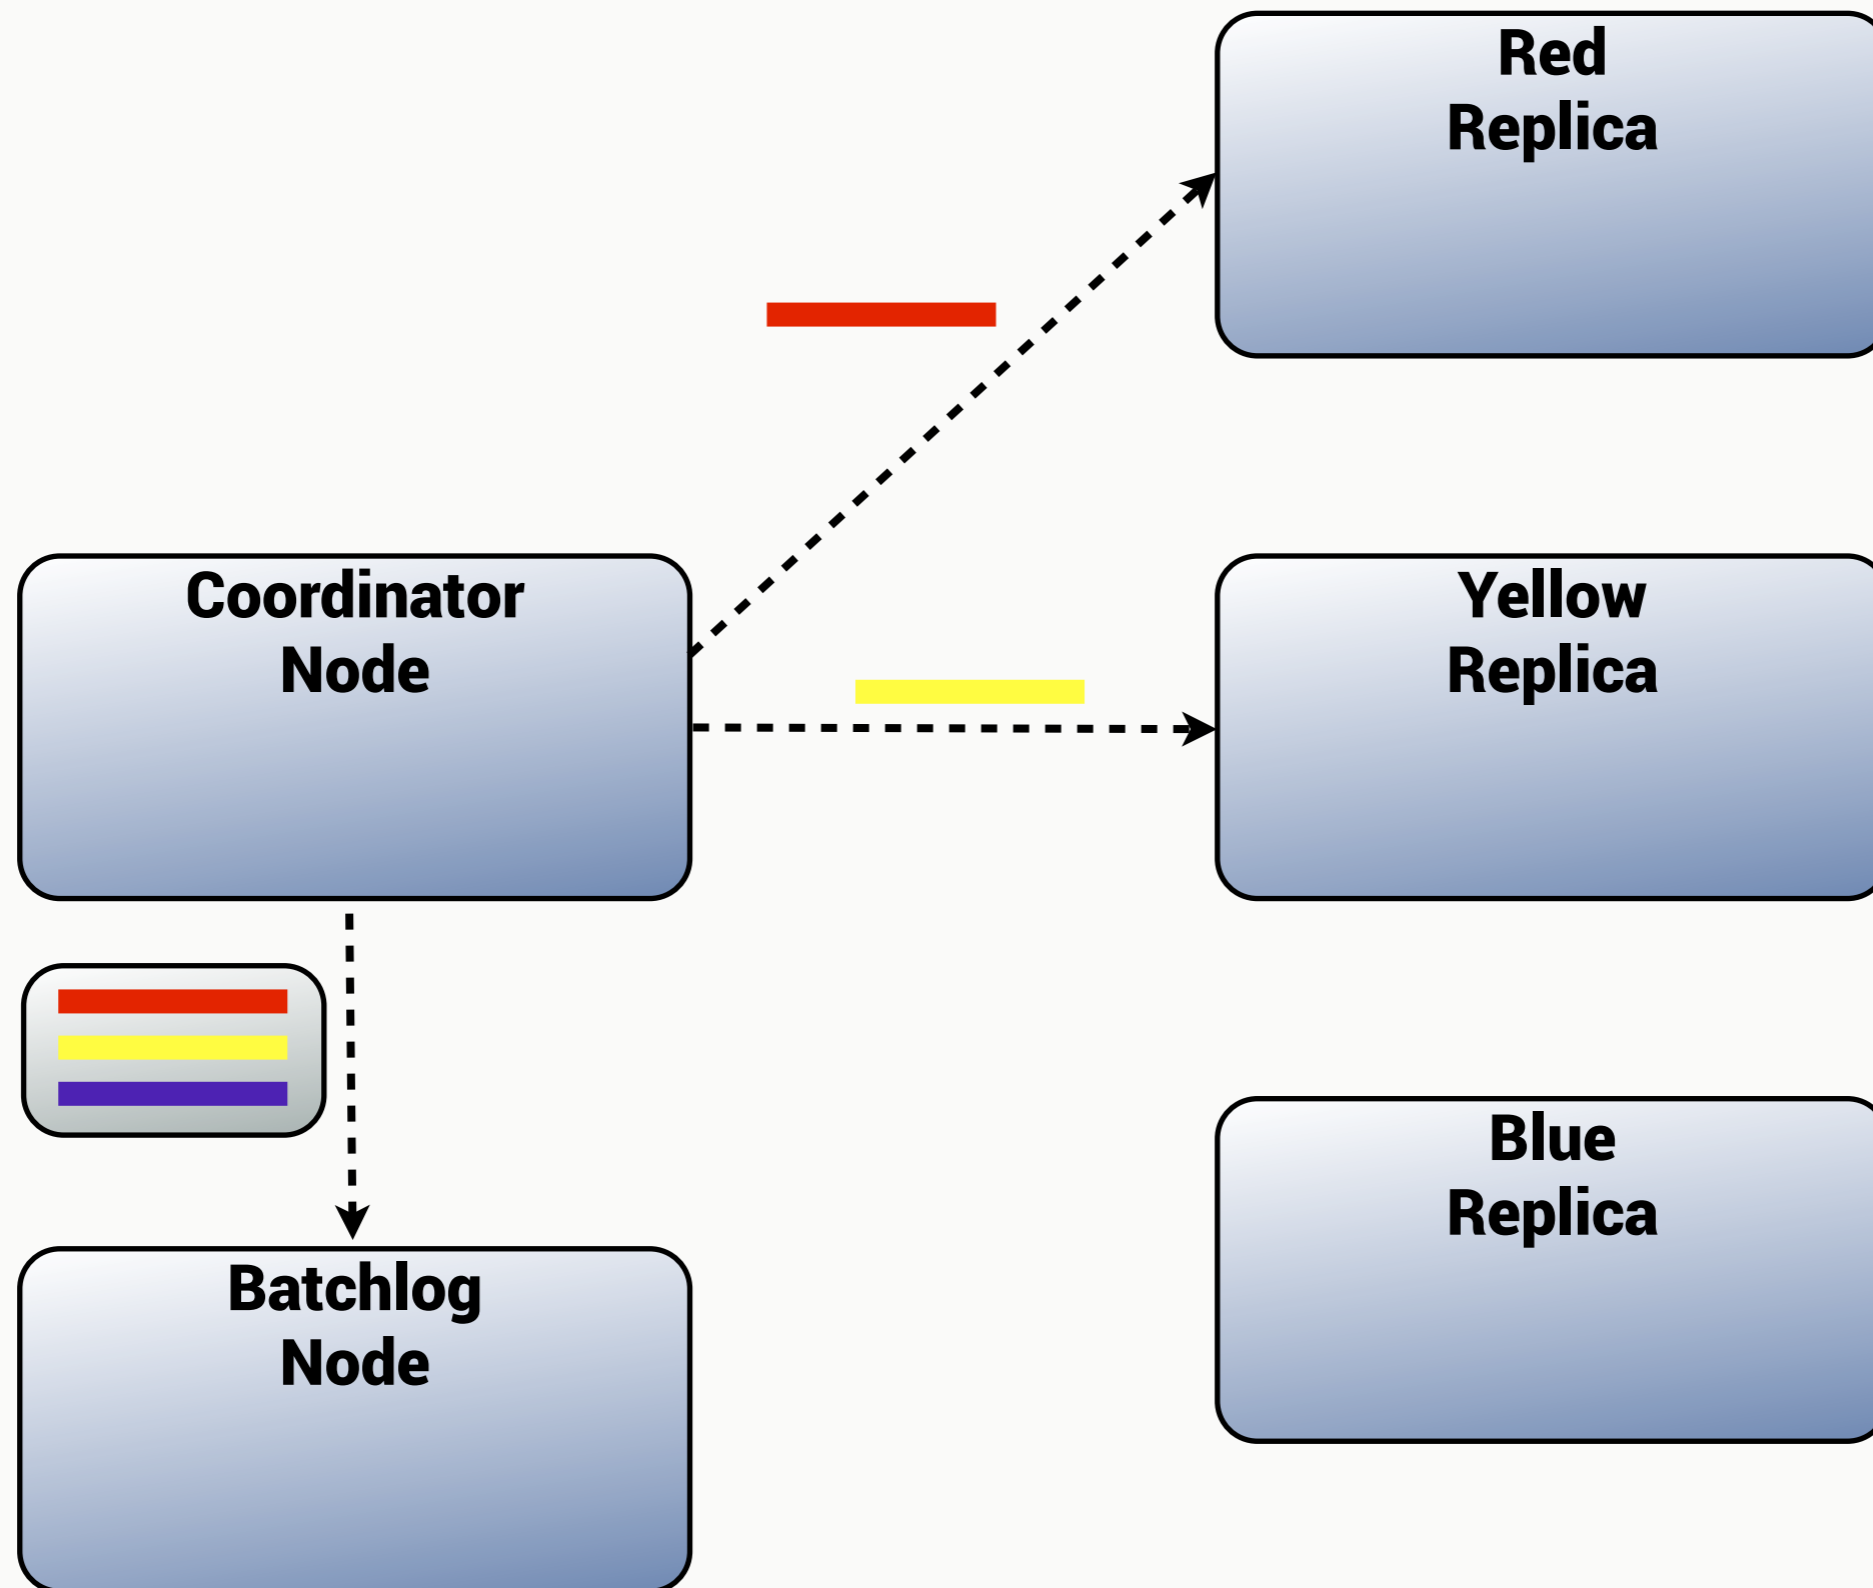 Red
Replica
Coordinator
Node
Yellow
Replica
Blue
Replica
Batchlog
Node